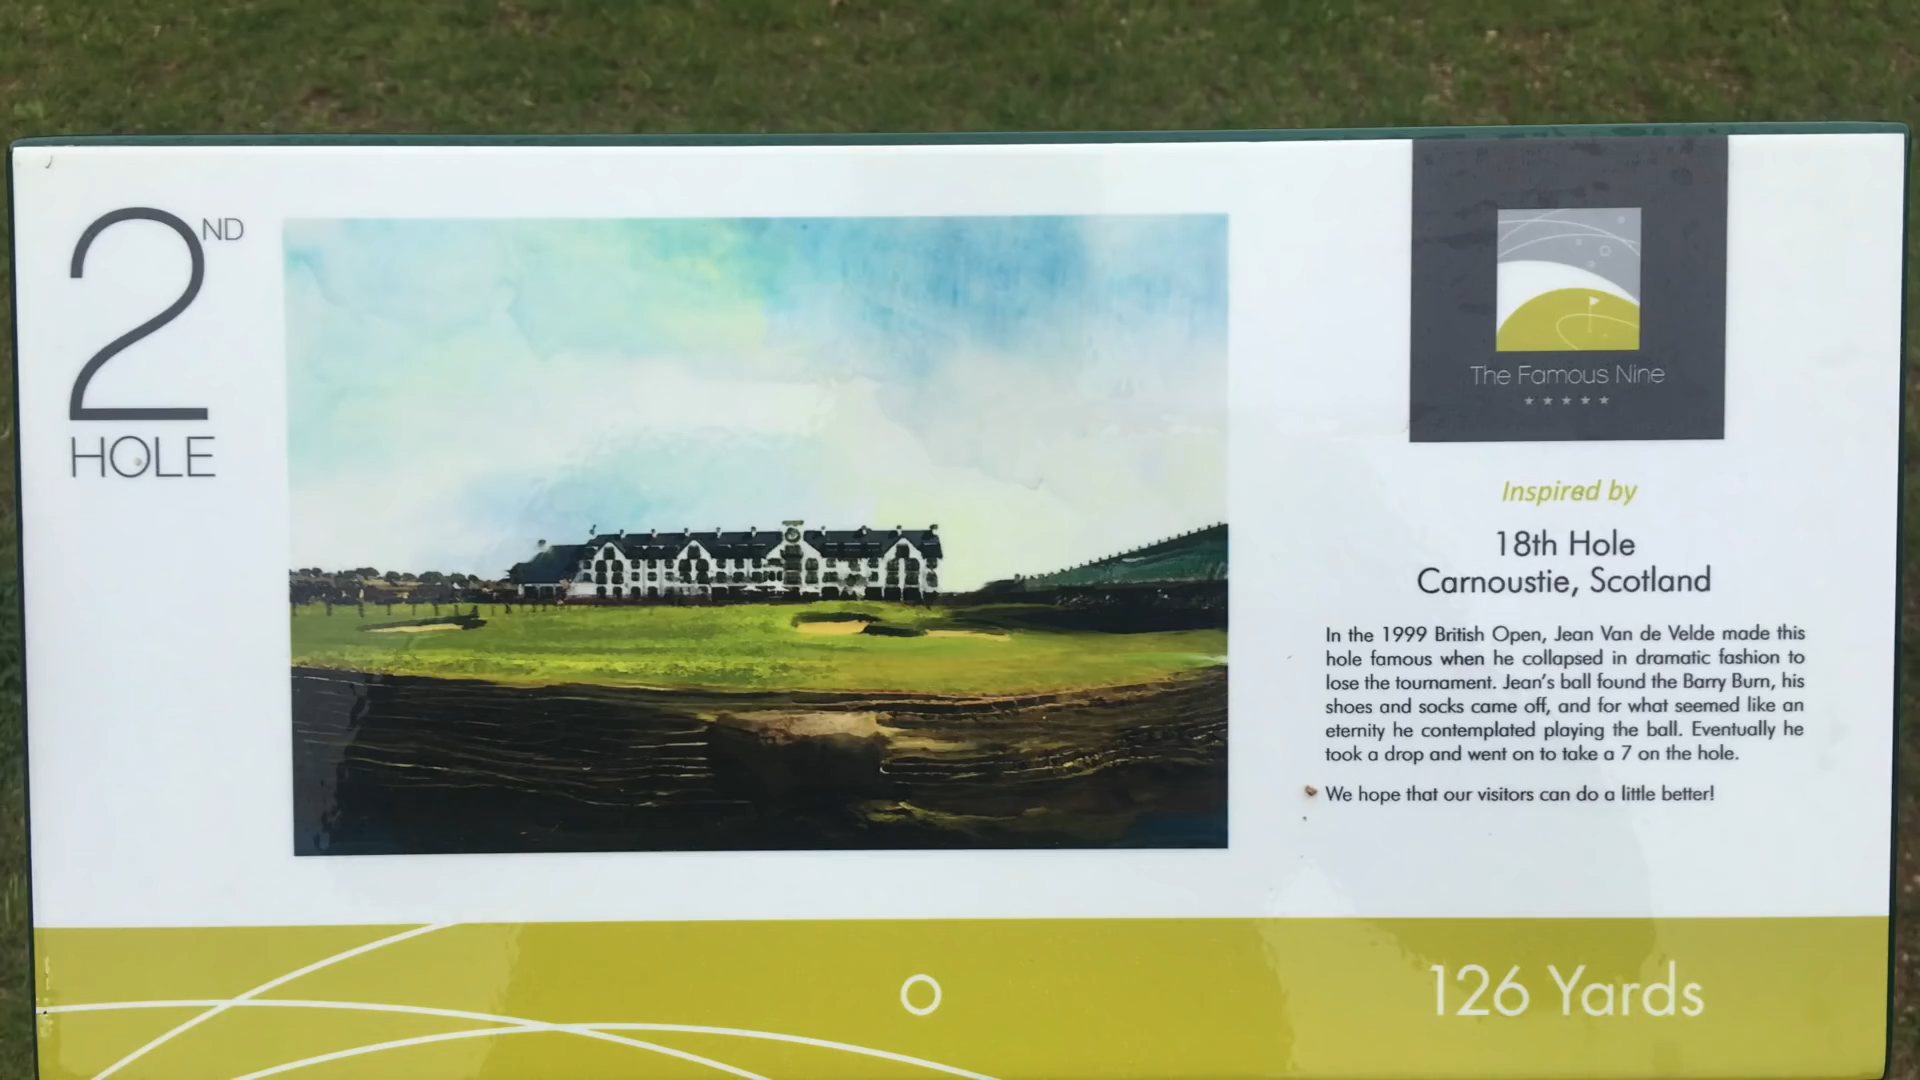 2ND
HOLE
The Famous Nine
Inspired by
18th Hole
Carnoustie, Scotland
In the 1999 British Open, Jean Van de Velde made this
hole famous when he collapsed in dramatic fashion to
lose the tournament. Jean's ball found the Barry Burn, his
shoes and socks came off, and for what seemed like an
eternity he contemplated playing the ball. Eventually he
took a drop and went on to take a 7 on the hole.
We hope that our visitors can do a little better!
126 Yards